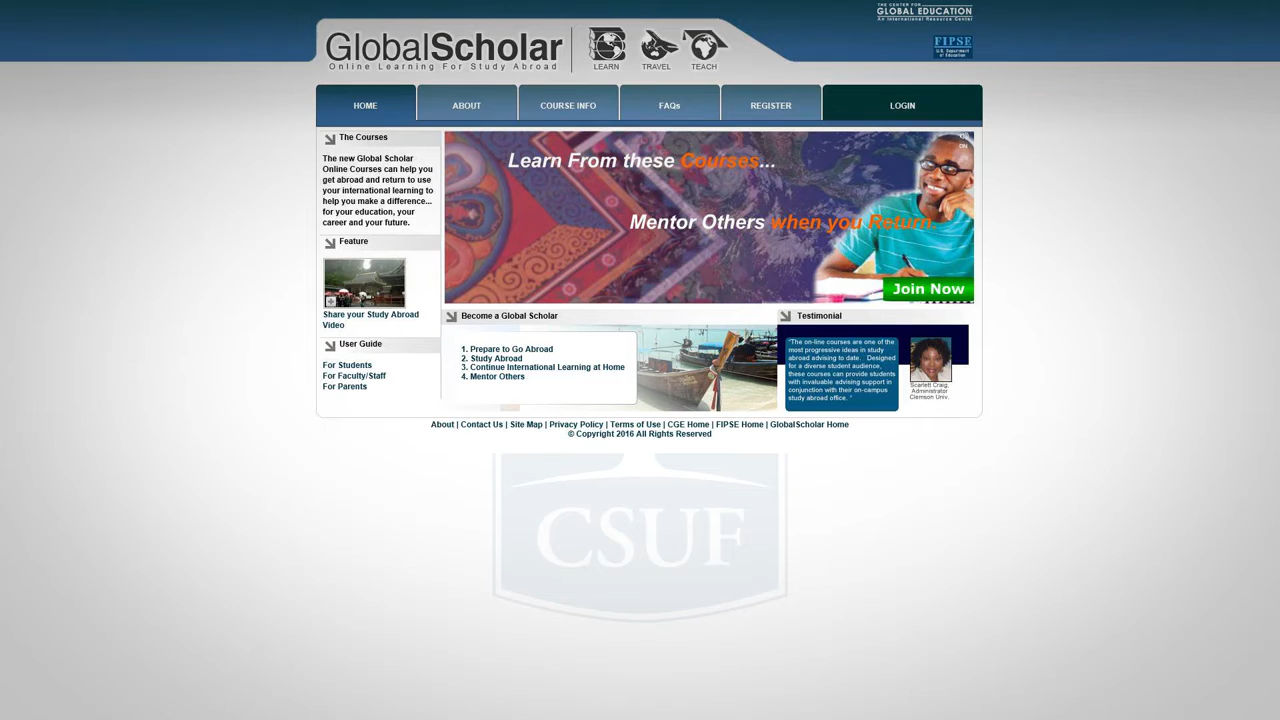 THE CENTER FOR
GLOBAL EDUCATION
An International Resource Center
GlobalScholar
Online Learning For Study Abroad
LEARN TRAVEL TEACH
FIPSE
U.S. Department
of Education
HOME ABOUT COURSE INFO FAQs REGISTER LOGIN
The Courses
The new Global Scholar
Online Courses can help you
get abroad and return to use
your international learning to
help you make a difference...
for your education, your
career and your future.
Feature
Share your Study Abroad
Video
User Guide
For Students
For Faculty/Staff
For Parents
Learn From these Courses...
Mentor Others when you Return.
ON
Join Now
Become a Global Scholar
1. Prepare to Go Abroad
2. Study Abroad
3. Continue International Learning at Home
4. Mentor Others
Testimonial
"The on-line courses are one of the
most progressive ideas in study
abroad advising to date. Designed
for a diverse student audience,
these courses can provide students
with invaluable advising support in
conjunction with their on-campus
study abroad office. "
Scarlett Craig,
Administrator
Clemson Univ.
About | Contact Us | Site Map | Privacy Policy | Terms of Use | CGE Home | FIPSE Home | GlobalScholar Home
© Copyright 2016 All Rights Reserved
CSUF